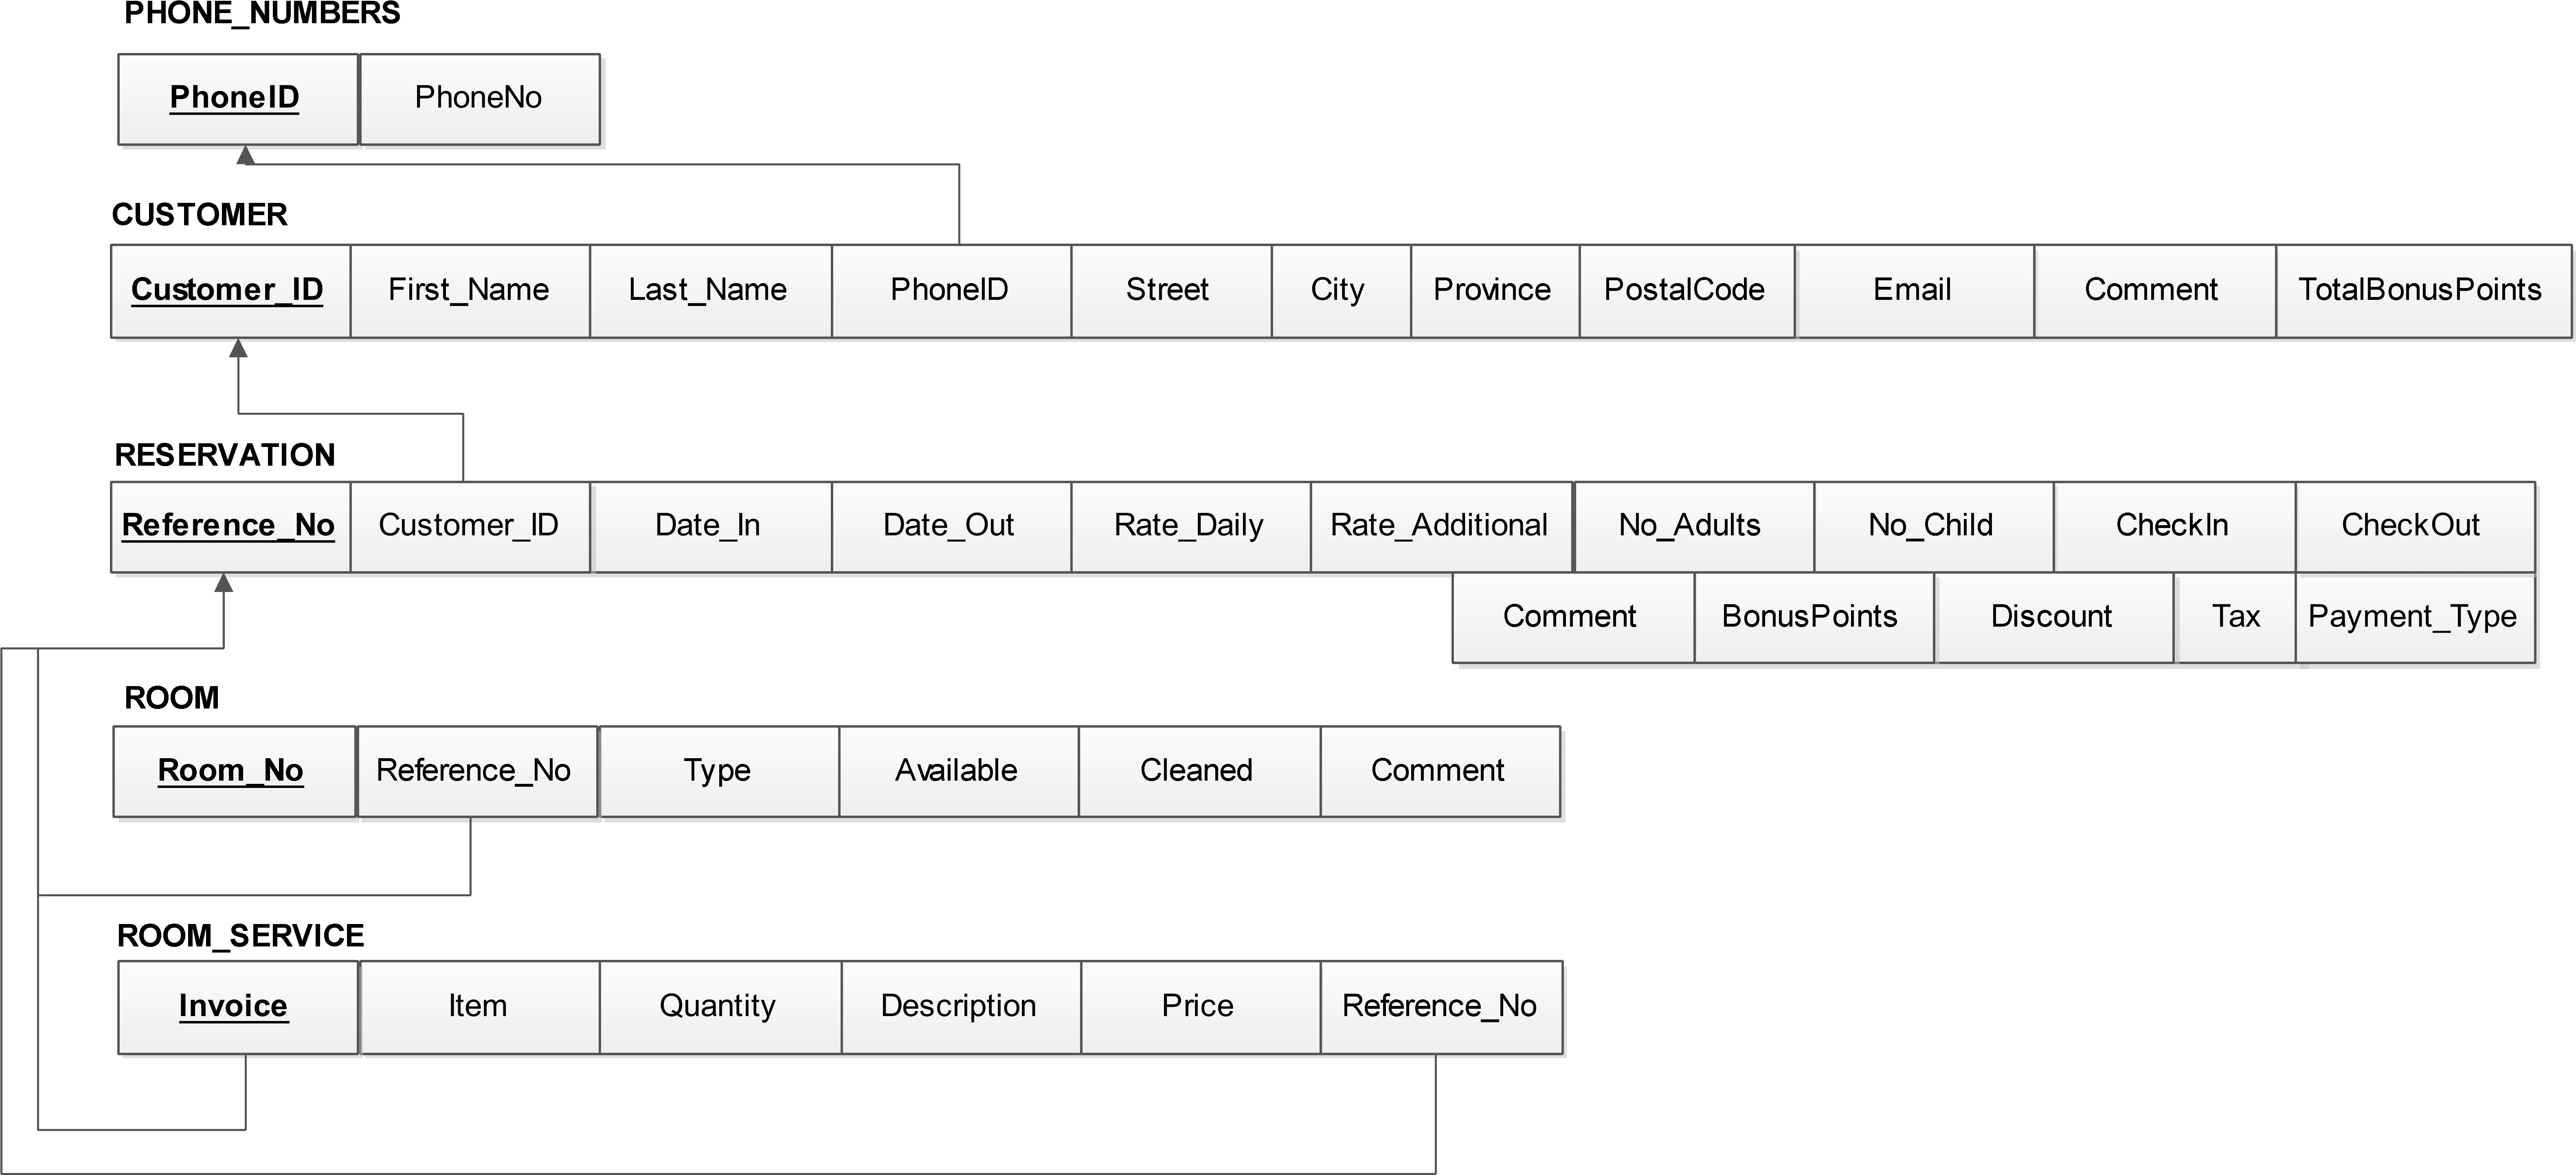 PHONE_NUMBERS
PhoneID PhoneNo
CUSTOMER
Customer_ID First_Name Last_Name PhoneID Street City Province PostalCode Email Comment TotalBonusPoints
RESERVATION
Reference_No Customer_ID Date_In Date_Out Rate_Daily Rate_Additional No_Adults No_Child CheckIn CheckOut
Comment BonusPoints Discount Tax Payment_Type
ROOM
Room_No Reference_No Type Available Cleaned Comment
ROOM_SERVICE
Invoice Item Quantity Description Price Reference_No